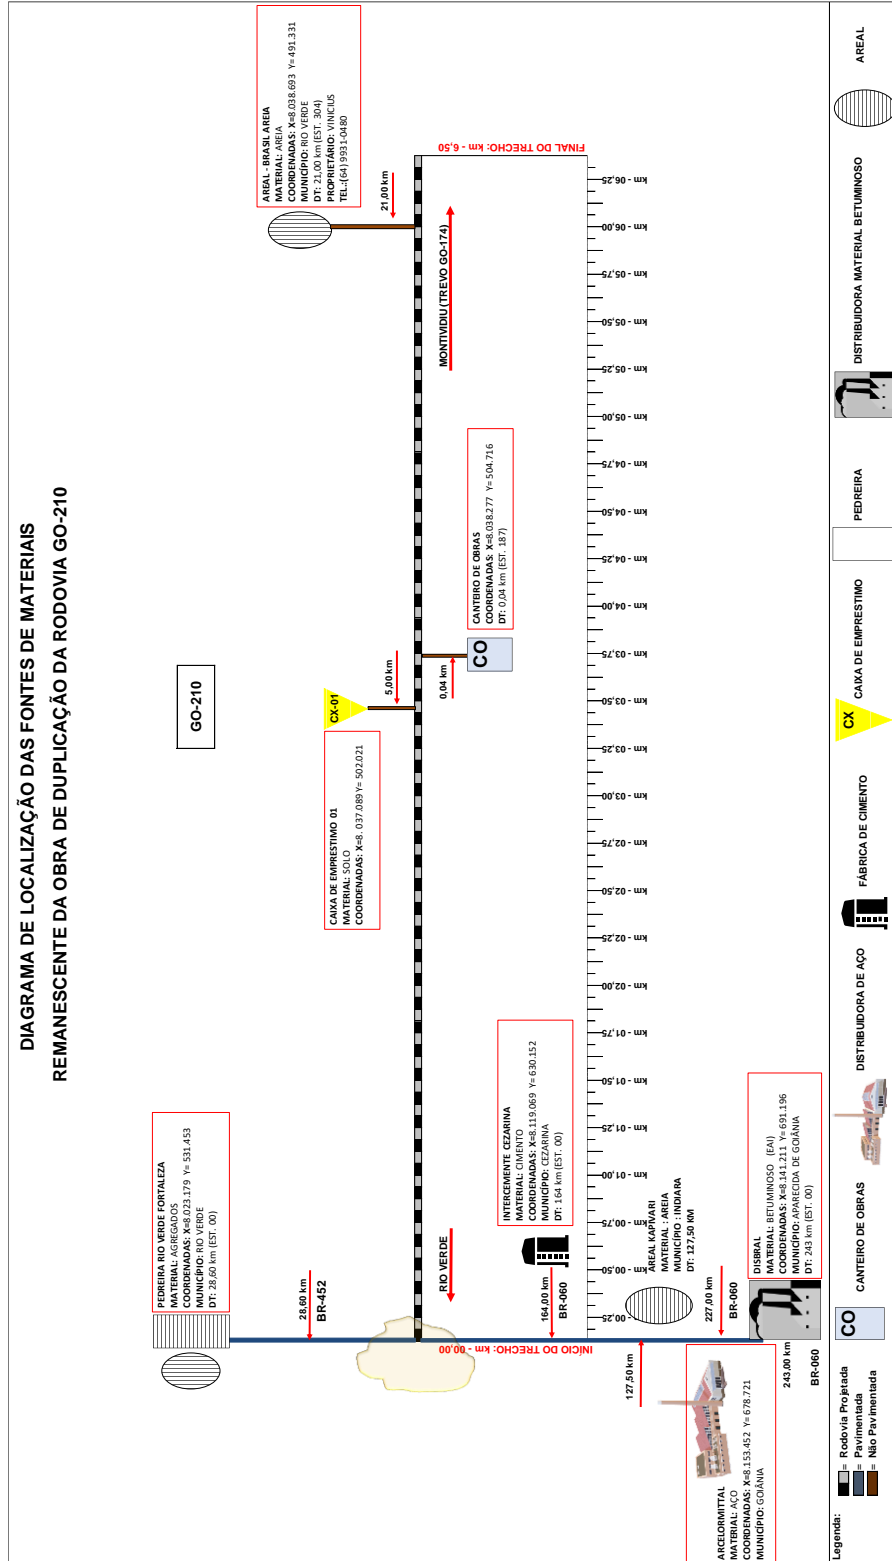 DIAGRAMA DE LOCALIZAÇÃO DAS FONTES DE MATERIAIS
REMANESCENTE DA OBRA DE DUPLICAÇÃO DA RODOVIA GO-210
GO-210
PEDREIRA RIO VERDE FORTALEZA
MATERIAL: AGREGADOS
COORDENADAS: X=8.023.179 Y= 531.453
MUNICÍPIO: RIO VERDE
DT: 28,60 km (EST. 00)
28,60 km
BR-452
CAIXA DE EMPRESTIMO 01
MATERIAL: SOLO
COORDENADAS: X=8.037.089 Y= 502.021
CX-01
5,00 km
AREAL - BRASIL AREIA
MATERIAL: AREIA
COORDENADAS: X=8.038.693 Y= 491.331
MUNICÍPIO: RIO VERDE
DT: 21,00 km (EST. 304)
PROPRIETÁRIO: VINICIUS
TEL.:(64) 9931-0480
21,00 km
RIO VERDE
MONTIVIDIU (TREVO GO-174)
0,04 km
CO
CANTEIRO DE OBRAS
COORDENADAS: X=8.038.277 Y= 504.716
DT: 0,04 km (EST. 187)
INÍCIO DO TRECHO: km - 00,00
FINAL DO TRECHO: km - 6,50
INTERCEMENTE CEZARINA
MATERIAL: CIMENTO
COORDENADAS: X=8.119.069 Y= 630.152
MUNICÍPIO: CEZARINA
DT: 164 km (EST. 00)
164,00 km
BR-060
km - 00,25
km - 00,50
km - 00,75
km - 01,00
km - 01,25
km - 01,50
km - 01,75
km - 02,00
km - 02,25
km - 02,50
km - 02,75
km - 03,00
km - 03,25
km - 03,50
km - 03,75
km - 04,00
km - 04,25
km - 04,50
km - 04,75
km - 05,00
km - 05,25
km - 05,50
km - 05,75
km - 06,00
km - 06,25
127,50 km
AREAL KAPIVARI
MATERIAL : AREIA
MUNICÍPIO : INDIARA
DT: 127,50 KM
227,00 km
BR-060
ARCELORMITTAL
MATERIAL: AÇO
COORDENADAS: X=8.153.452 Y= 678.721
MUNICÍPIO: GOIÂNIA
243,00 km
BR-060
DISBRAL
MATERIAL: BETUMINOSO (EAI)
COORDENADAS: X=8.141.211 Y= 691.196
MUNICÍPIO: APARECIDA DE GOIÂNIA
DT: 243 km (EST. 00)
Legenda:
= Rodovia Projetada
= Pavimentada
= Não Pavimentada
CO
CANTEIRO DE OBRAS
DISTRIBUIDORA DE AÇO
FÁBRICA DE CIMENTO
CX
CAIXA DE EMPRESTIMO
PEDREIRA
DISTRIBUIDORA MATERIAL BETUMINOSO
AREAL